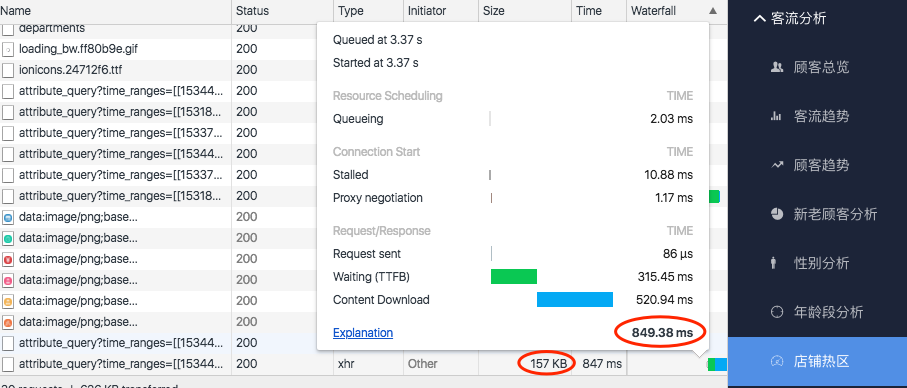 Name Status Type Initiator Size Time Waterfall
departments 200
loading_bw.ff80b9e.gif 200
ionicons.24712f6.ttf 200
attribute_query?time_ranges=[[15344... 200
attribute_query?time_ranges=[[15318... 200
attribute_query?time_ranges=[[15337... 200
attribute_query?time_ranges=[[15344... 200
attribute_query?time_ranges=[[15337... 200
attribute_query?time_ranges=[[15318... 200
data:image/png;base... 200
data:image/png;base... 200
data:image/png;base... 200
data:image/png;base... 200
data:image/png;base... 200
data:image/png;base... 200
attribute_query?time_ranges=[[15344... 200
attribute_query?time_ranges=[[15344... 200 xhr Other 157 KB 847 ms
Queued at 3.37 s
Started at 3.37 s
Resource Scheduling TIME
Queueing 2.03 ms
Connection Start TIME
Stalled 10.88 ms
Proxy negotiation 1.17 ms
Request/Response TIME
Request sent 86 μs
Waiting (TTFB) 315.45 ms
Content Download 520.94 ms
Explanation 849.38 ms
客流分析
顾客总览
客流趋势
顾客趋势
新老顾客分析
性别分析
年龄段分析
店铺热区